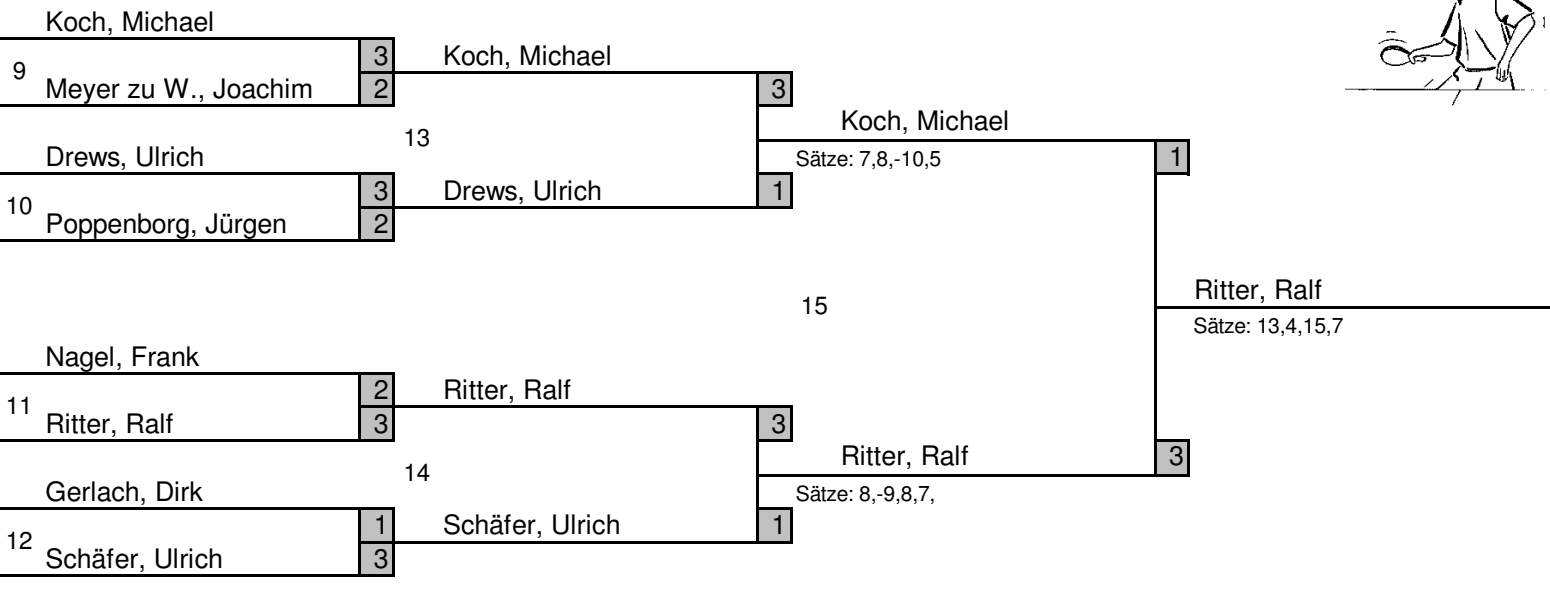 Koch, Michael
3 Koch, Michael
9
Meyer zu W., Joachim 2 3
Koch, Michael
13
Drews, Ulrich Sätze: 7,8,-10,5 1
3 Drews, Ulrich 1
10
Poppenborg, Jürgen 2
Ritter, Ralf
15
Sätze: 13,4,15,7
Nagel, Frank
2 Ritter, Ralf
11
Ritter, Ralf 3 3
Ritter, Ralf 3
14
Gerlach, Dirk Sätze: 8,-9,8,7,
1 Schäfer, Ulrich 1
12
Schäfer, Ulrich 3